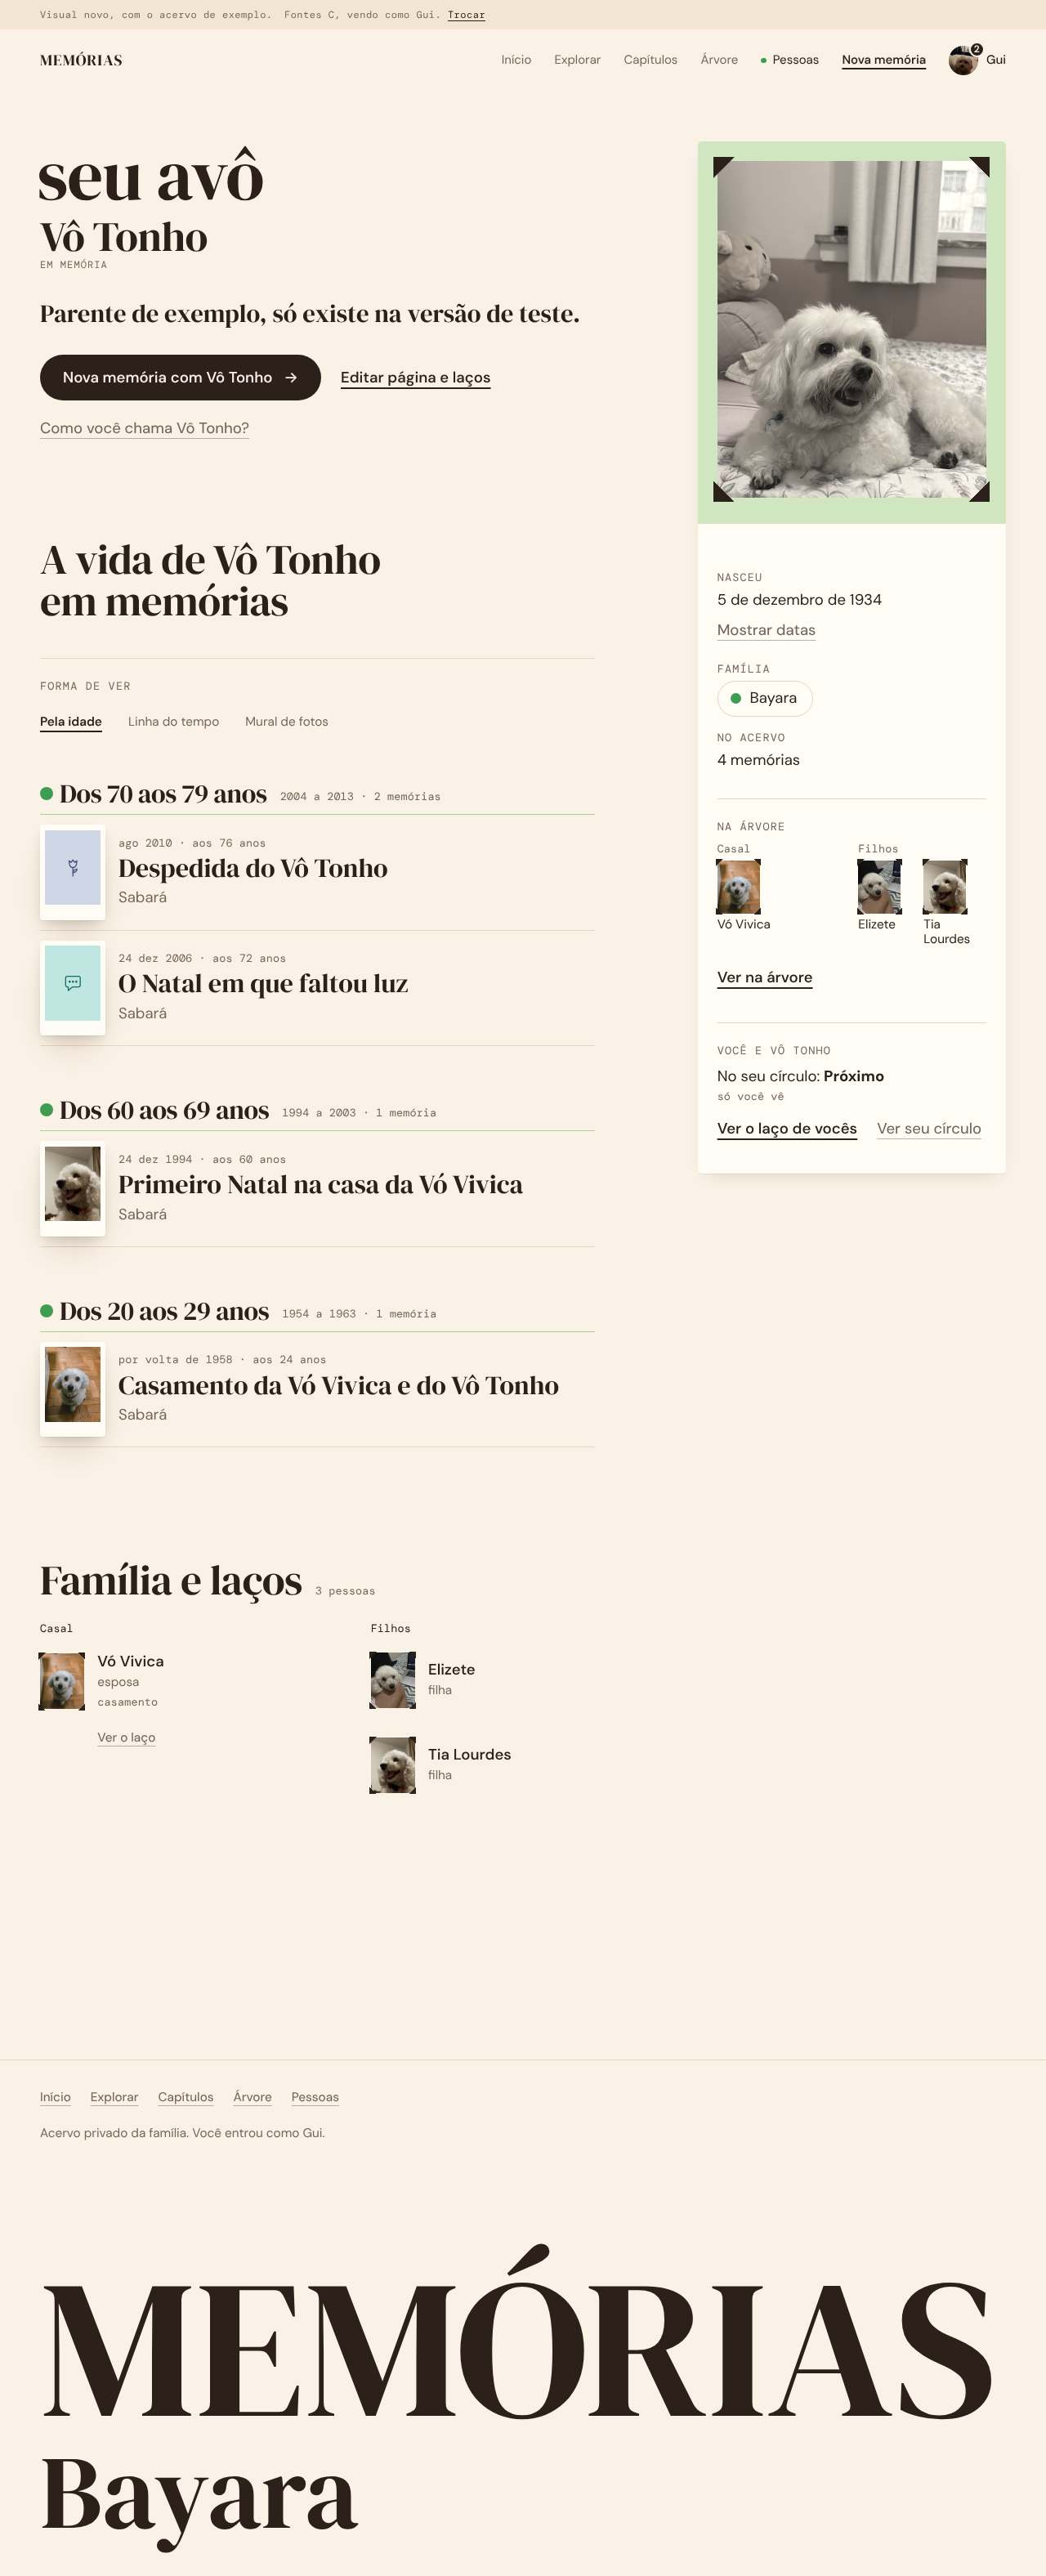 Visual novo, com o acervo de exemplo. Fontes C, vendo como Gui. Trocar
MEMÓRIAS
Início Explorar Capítulos Árvore Pessoas Nova memória 2 Gui
seu avô
Vô Tonho
EM MEMÓRIA
Parente de exemplo, só existe na versão de teste.
Nova memória com Vô Tonho → Editar página e laços
Como você chama Vô Tonho?
A vida de Vô Tonho
em memórias
FORMA DE VER
Pela idade Linha do tempo Mural de fotos
Dos 70 aos 79 anos 2004 a 2013 · 2 memórias
ago 2010 · aos 76 anos
Despedida do Vô Tonho
Sabará
24 dez 2006 · aos 72 anos
O Natal em que faltou luz
Sabará
Dos 60 aos 69 anos 1994 a 2003 · 1 memória
24 dez 1994 · aos 60 anos
Primeiro Natal na casa da Vó Vivica
Sabará
Dos 20 aos 29 anos 1954 a 1963 · 1 memória
por volta de 1958 · aos 24 anos
Casamento da Vó Vivica e do Vô Tonho
Sabará
NASCEU
5 de dezembro de 1934
Mostrar datas
FAMÍLIA
Bayara
NO ACERVO
4 memórias
NA ÁRVORE
Casal Filhos
Vó Vivica Elizete Tia
Lourdes
Ver na árvore
VOCÊ E VÔ TONHO
No seu círculo: Próximo
só você vê
Ver o laço de vocês Ver seu círculo
Família e laços 3 pessoas
Casal
Vó Vivica
esposa
casamento
Ver o laço
Filhos
Elizete
filha
Tia Lourdes
filha
Início Explorar Capítulos Árvore Pessoas
Acervo privado da família. Você entrou como Gui.
MEMÓRIAS
Bayara